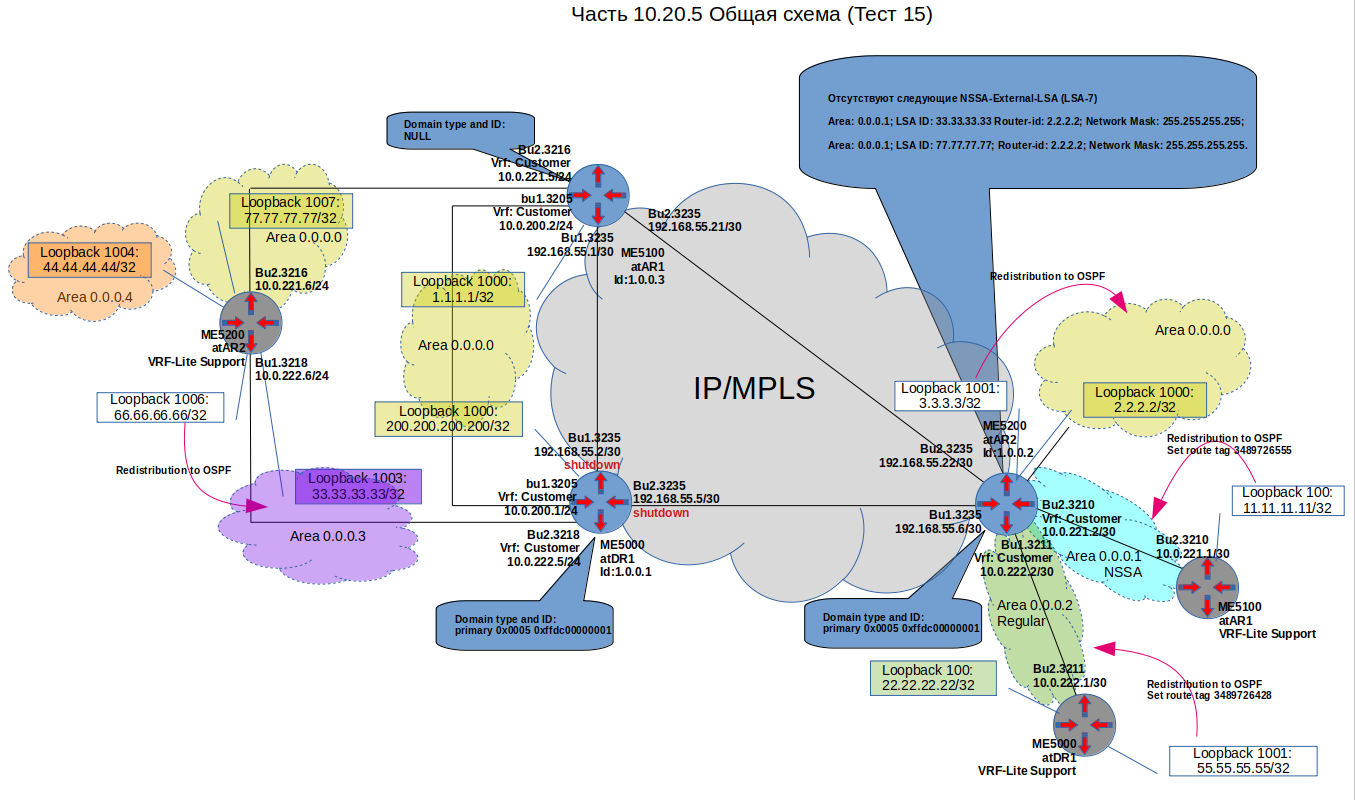 Часть 10.20.5 Общая схема (Тест 15)
Отсутствуют следующие NSSA-External-LSA (LSA-7)
Area: 0.0.0.1; LSA ID: 33.33.33.33 Router-id: 2.2.2.2; Network Mask: 255.255.255.255;
Area: 0.0.0.1; LSA ID: 77.77.77.77; Router-id: 2.2.2.2; Network Mask: 255.255.255.255.
Domain type and ID:
NULL
Bu2.3216
Vrf: Customer
10.0.221.5/24
bu1.3205
Vrf: Customer
10.0.200.2/24
Bu1.3235
192.168.55.1/30
Bu2.3235
192.168.55.21/30
ME5100
atAR1
Id:1.0.0.3
Loopback 1007:
77.77.77.77/32
Area 0.0.0.0
Loopback 1004:
44.44.44.44/32
Area 0.0.0.4
Bu2.3216
10.0.221.6/24
ME5200
atAR2
VRF-Lite Support
Bu1.3218
10.0.222.6/24
Loopback 1006:
66.66.66.66/32
Redistribution to OSPF
Loopback 1003:
33.33.33.33/32
Area 0.0.0.3
Loopback 1000:
1.1.1.1/32
Area 0.0.0.0
Loopback 1000:
200.200.200.200/32
IP/MPLS
Bu1.3235
192.168.55.2/30
shutdown
bu1.3205
Vrf: Customer
10.0.200.1/24
Bu2.3235
192.168.55.5/30
shutdown
Bu2.3218
Vrf: Customer
10.0.222.5/24
ME5000
atDR1
Id:1.0.0.1
Domain type and ID:
primary 0x0005 0xffdc00000001
Redistribution to OSPF
Area 0.0.0.0
Loopback 1001:
3.3.3.3/32
Loopback 1000:
2.2.2.2/32
ME5200
atAR2
Id:1.0.0.2
Bu2.3235
192.168.55.22/30
Bu1.3235
192.168.55.6/30
Redistribution to OSPF
Set route tag 3489726555
Loopback 100:
11.11.11.11/32
Bu2.3210
Vrf: Customer
10.0.221.2/30
Bu2.3210
10.0.221.1/30
Area 0.0.0.1
NSSA
Bu1.3211
Vrf: Customer
10.0.222.2/30
ME5100
atAR1
VRF-Lite Support
Area 0.0.0.2
Regular
Domain type and ID:
primary 0x0005 0xffdc00000001
Loopback 100:
22.22.22.22/32
Bu2.3211
10.0.222.1/30
Redistribution to OSPF
Set route tag 3489726428
ME5000
atDR1
VRF-Lite Support
Loopback 1001:
55.55.55.55/32